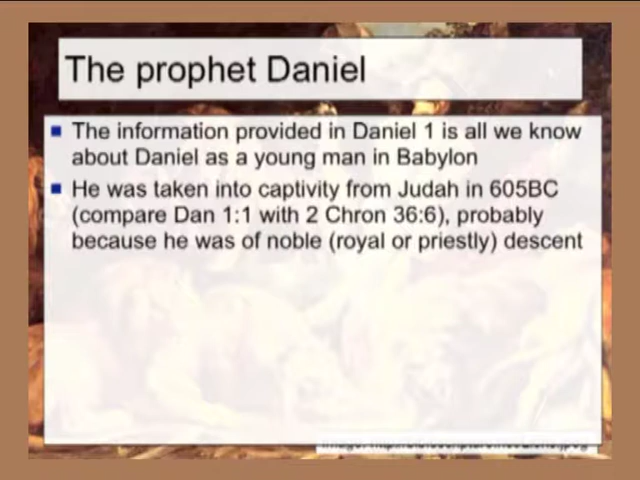 The prophet Daniel
The information provided in Daniel 1 is all we know
about Daniel as a young man in Babylon
He was taken into captivity from Judah in 605BC
(compare Dan 1:1 with 2 Chron 36:6), probably
because he was of noble (royal or priestly) descent